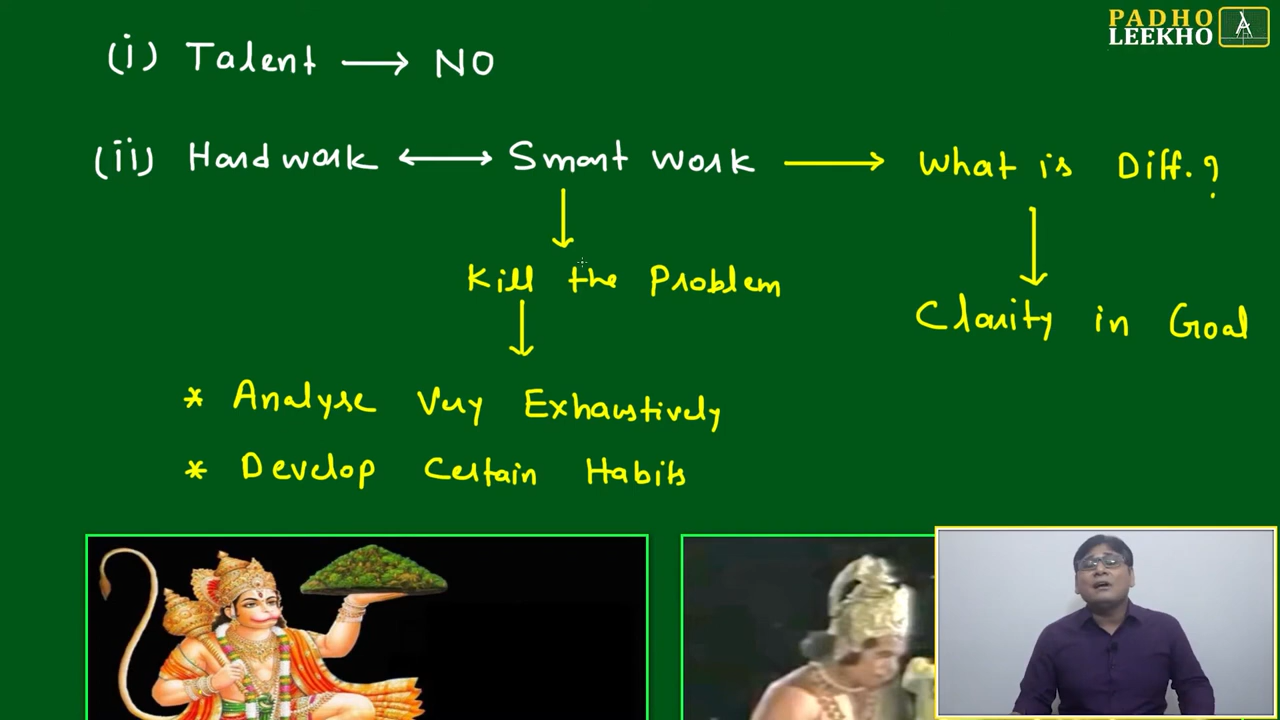 PADHO
LEEKHO
(i) Talent → NO
(ii) Hardwork ↔ Smart Work → What is Diff.?
Kill the Problem
Clarity in Goal
* Analyse Very Exhaustively
* Develop Certain Habits